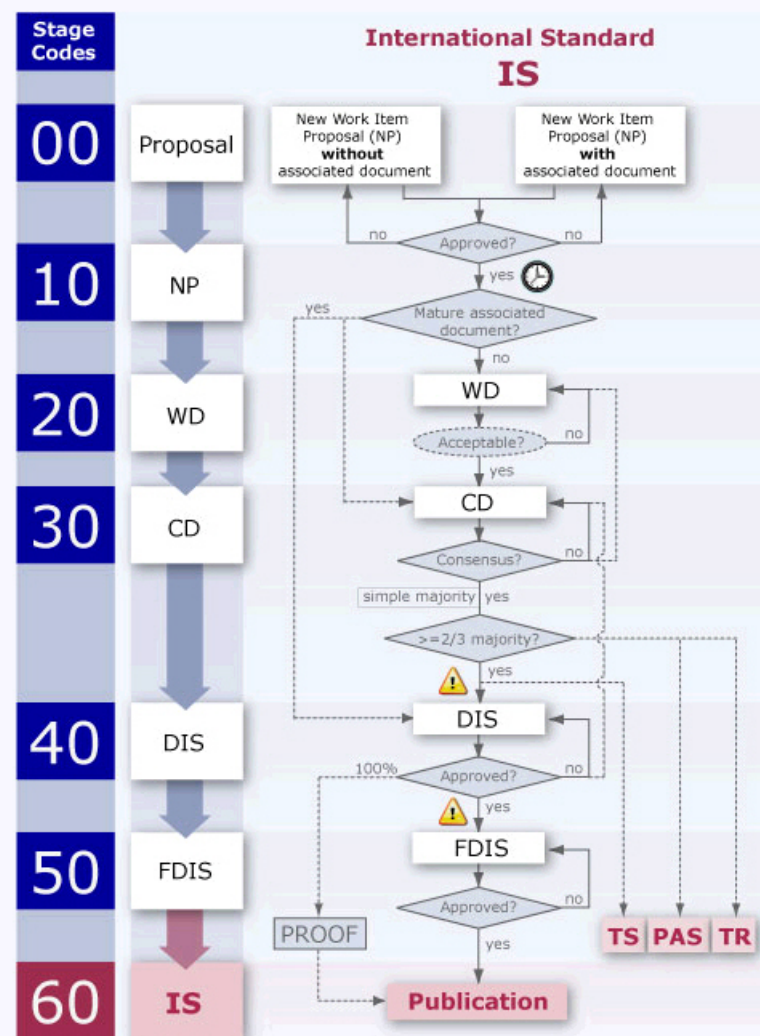 Stage
Codes
International Standard
IS
00
Proposal
New Work Item
Proposal (NP)
without
associated document
New Work Item
Proposal (NP)
with
associated document
no
Approved?
no
10
NP
yes
yes
Mature associated
document?
no
20
WD
WD
Acceptable?
no
yes
30
CD
CD
Consensus?
no
simple majority
yes
>=2/3 majority?
yes
40
DIS
DIS
100%
Approved?
no
yes
50
FDIS
FDIS
Approved?
no
PROOF
yes
TS
PAS
TR
60
IS
Publication